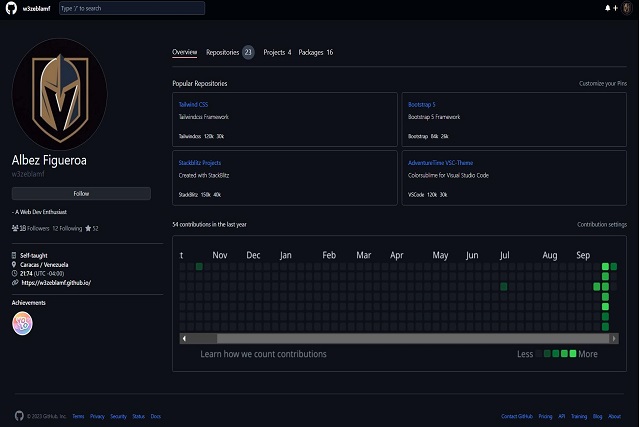 w3zeblamf
Type '/' to search
Overview Repositories 23 Projects 4 Packages 16
Popular Repositories Customize your Pins
Tailwind CSS
Tailwindcss Framework
Tailwindcss 120k 30k
Bootstrap 5
Bootstrap 5 Framework
Bootstrap 84k 26k
Stackblitz Projects
Created with StackBlitz
StackBlitz 150k 40k
AdventureTime VSC-Theme
Colorsublime for Visual Studio Code
VSCode 120k 30k
Albez Figueroa
w3zeblamf
Follow
- A Web Dev Enthusiast
18 Followers 12 Following 52
Self-taught
Caracas / Venezuela
21:74 (UTC -04:00)
https://w3zeblamf.github.io/
Achievements
54 contributions in the last year Contribution settings
t Nov Dec Jan Feb Mar Apr May Jun Jul Aug Sep
Learn how we count contributions Less More
© 2023 GitHub, Inc. Terms Privacy Security Status Docs Contact GitHub Pricing API Training Blog About